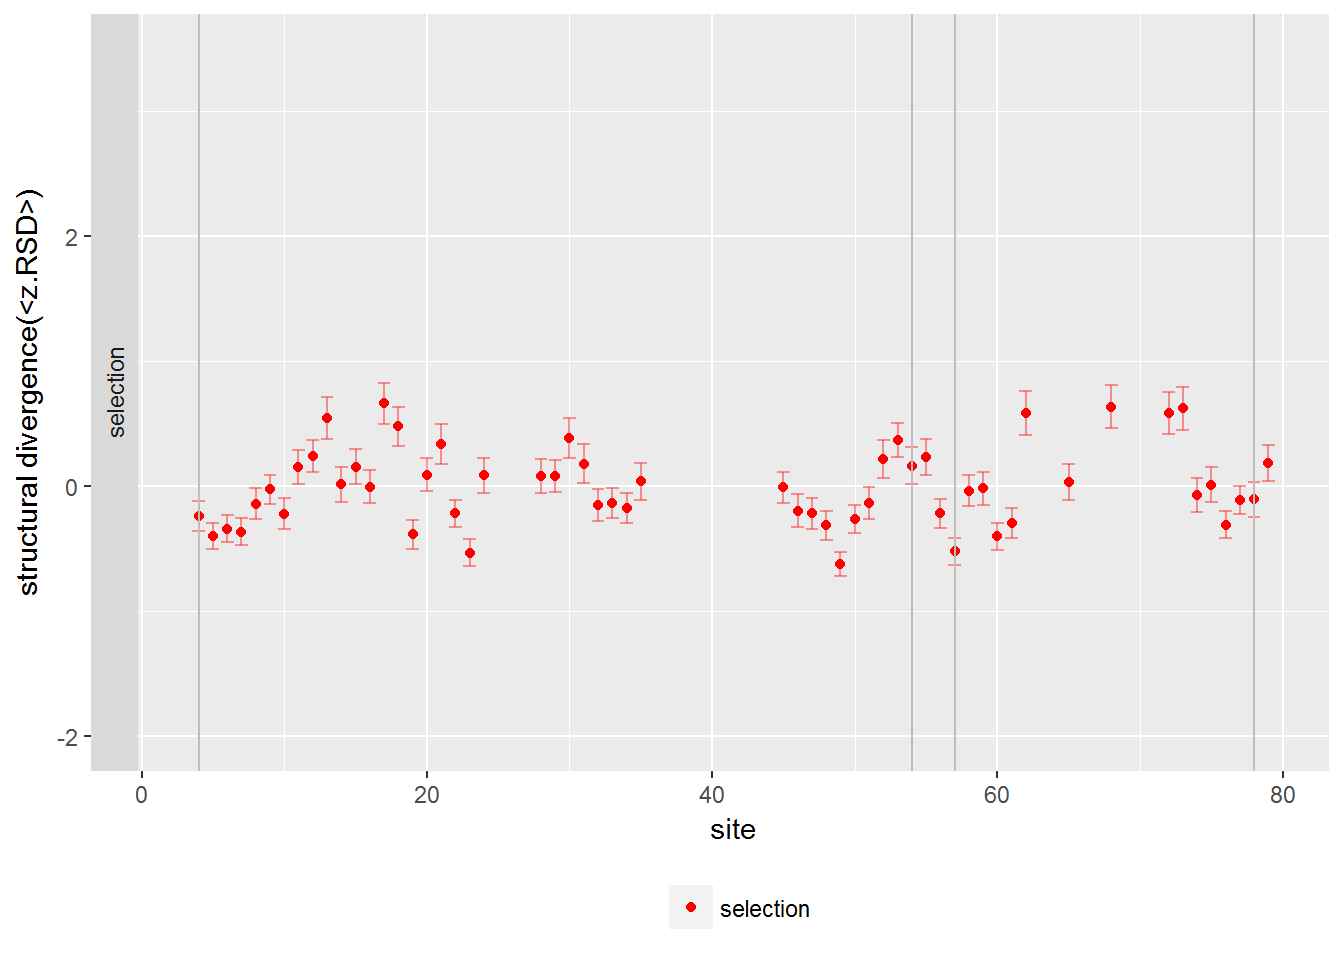 structural divergence(<z.RSD>)
selection
2
0
-2
0 20 40 60 80
site
selection